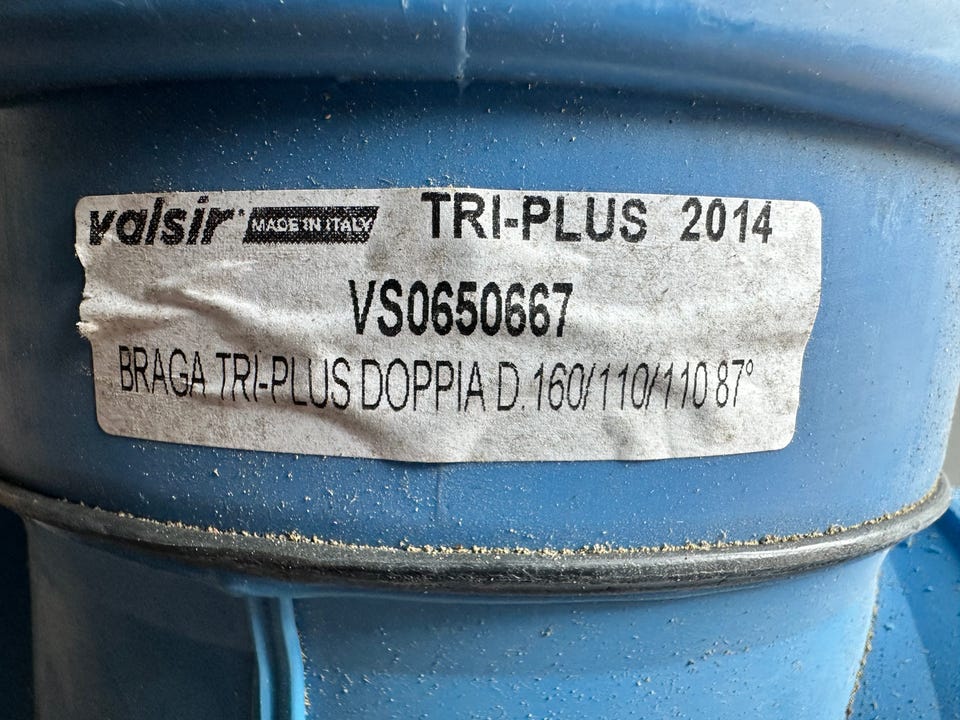 valsir MADE IN ITALY TRI-PLUS 2014
VS0650667
BRAGA TRI-PLUS DOPPIA D. 160/110/110 87°